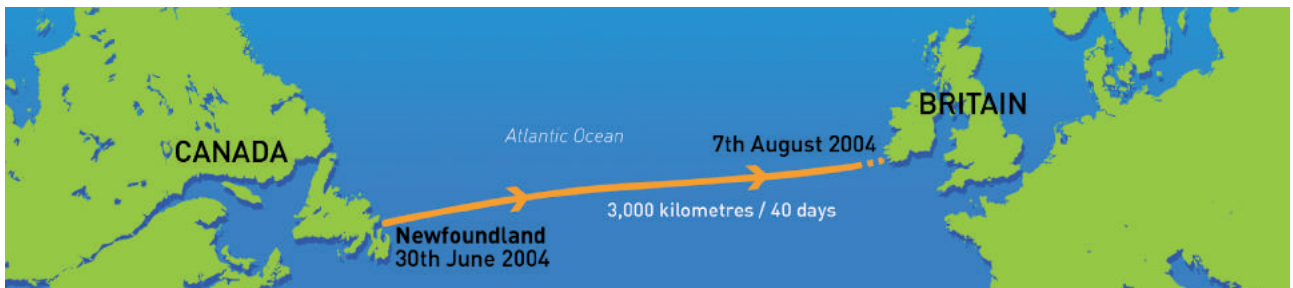 BRITAIN
Atlantic Ocean
7th August 2004
CANADA
3,000 kilometres / 40 days
Newfoundland
30th June 2004